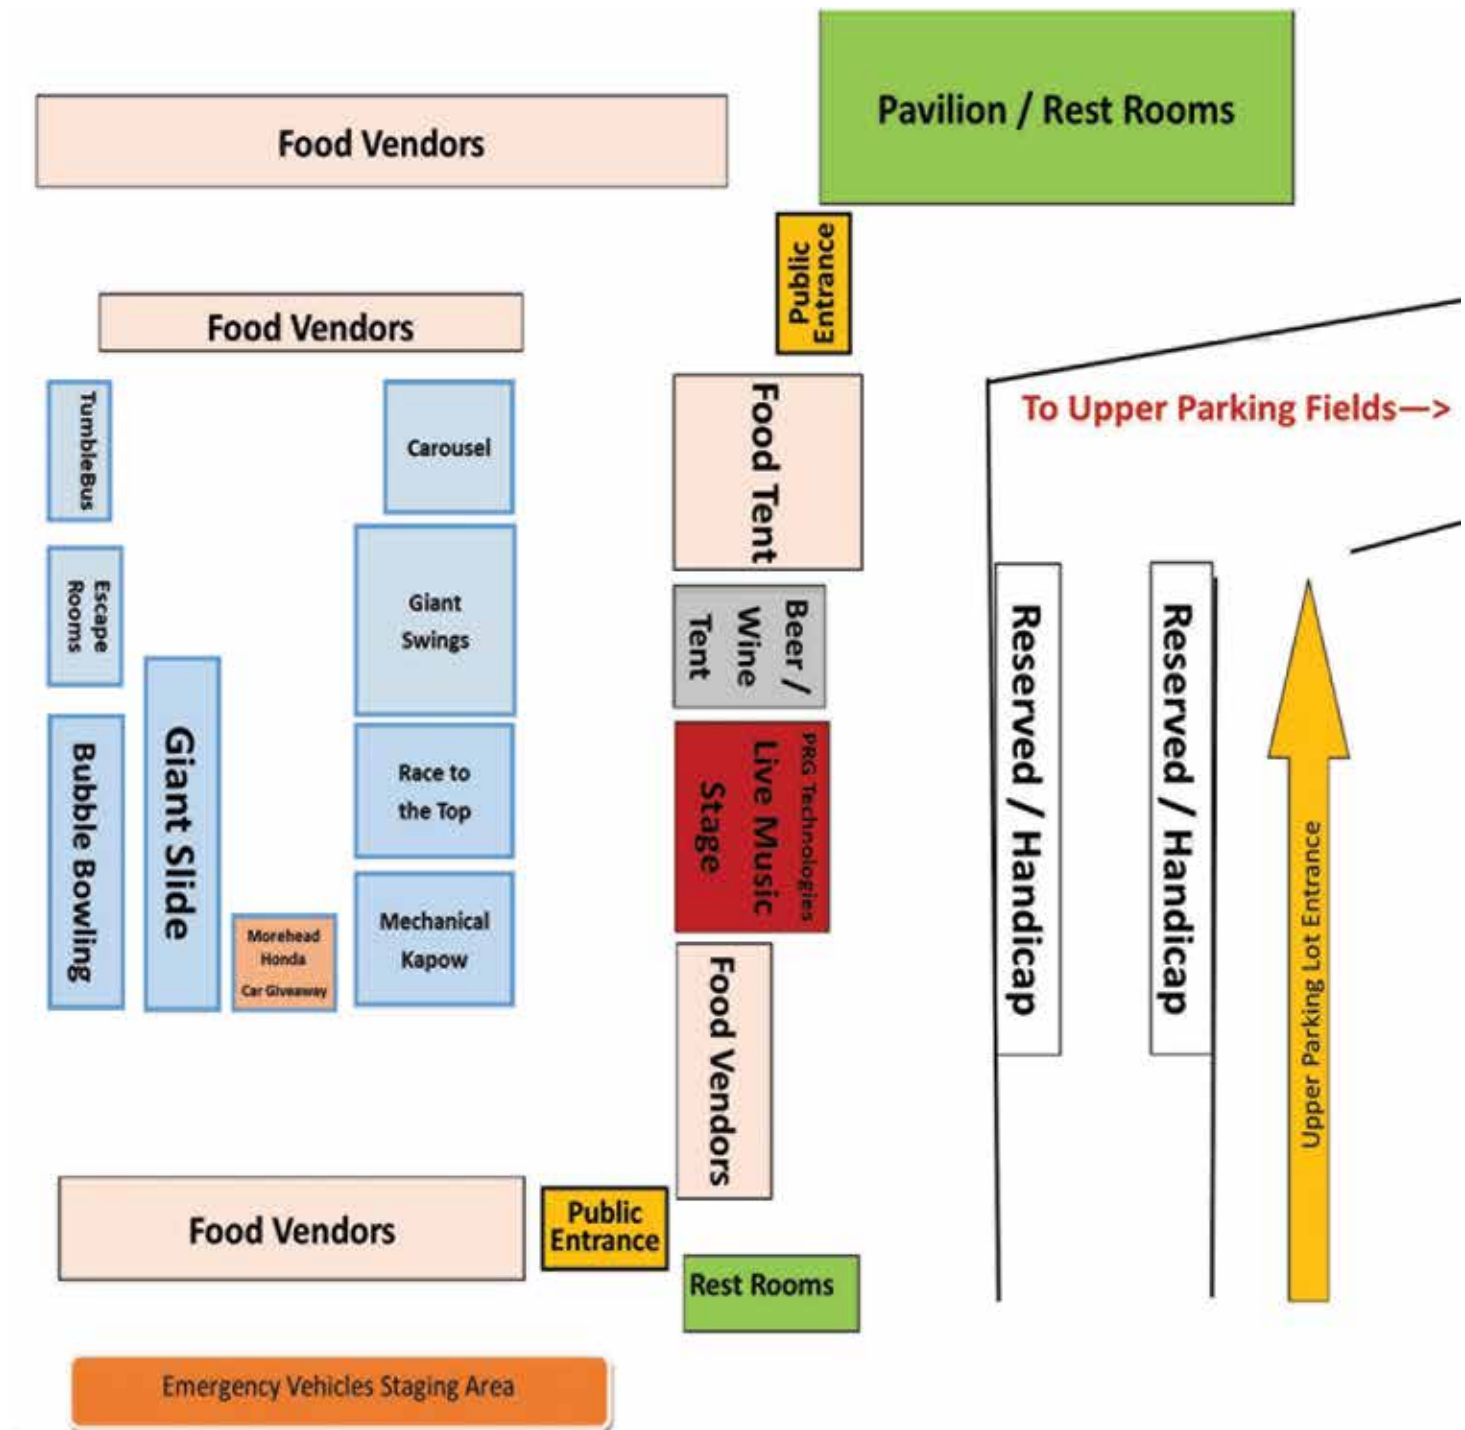 Pavilion / Rest Rooms
Food Vendors
Public
Entrance
Food Vendors
TumbleBus
Carousel
Food Tent
To Upper Parking Fields—>
Escape
Rooms
Giant
Swings
Beer /
Wine
Tent
Reserved / Handicap
Reserved / Handicap
Giant Slide
Bubble Bowling
Race to
the Top
PRG Technologies
Live Music
Stage
Upper Parking Lot Entrance
Morehead
Honda
Car Giveaway
Mechanical
Kapow
Food Vendors
Food Vendors
Public
Entrance
Rest Rooms
Emergency Vehicles Staging Area